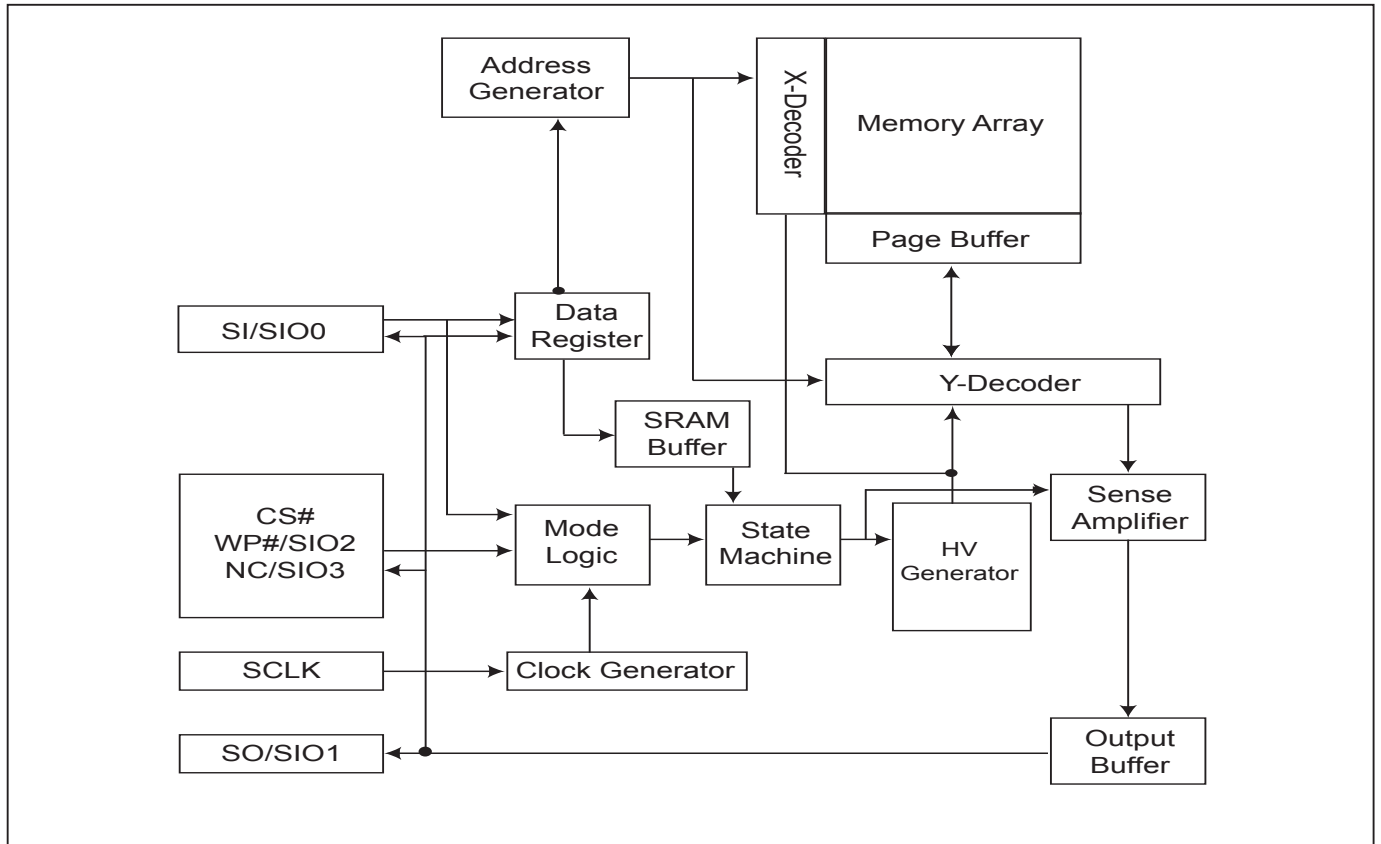 Address
Generator
X-Decoder
Memory Array
Page Buffer
SI/SIO0
Data
Register
Y-Decoder
SRAM
Buffer
CS#
WP#/SIO2
NC/SIO3
Mode
Logic
State
Machine
HV
Generator
Sense
Amplifier
SCLK
Clock Generator
SO/SIO1
Output
Buffer